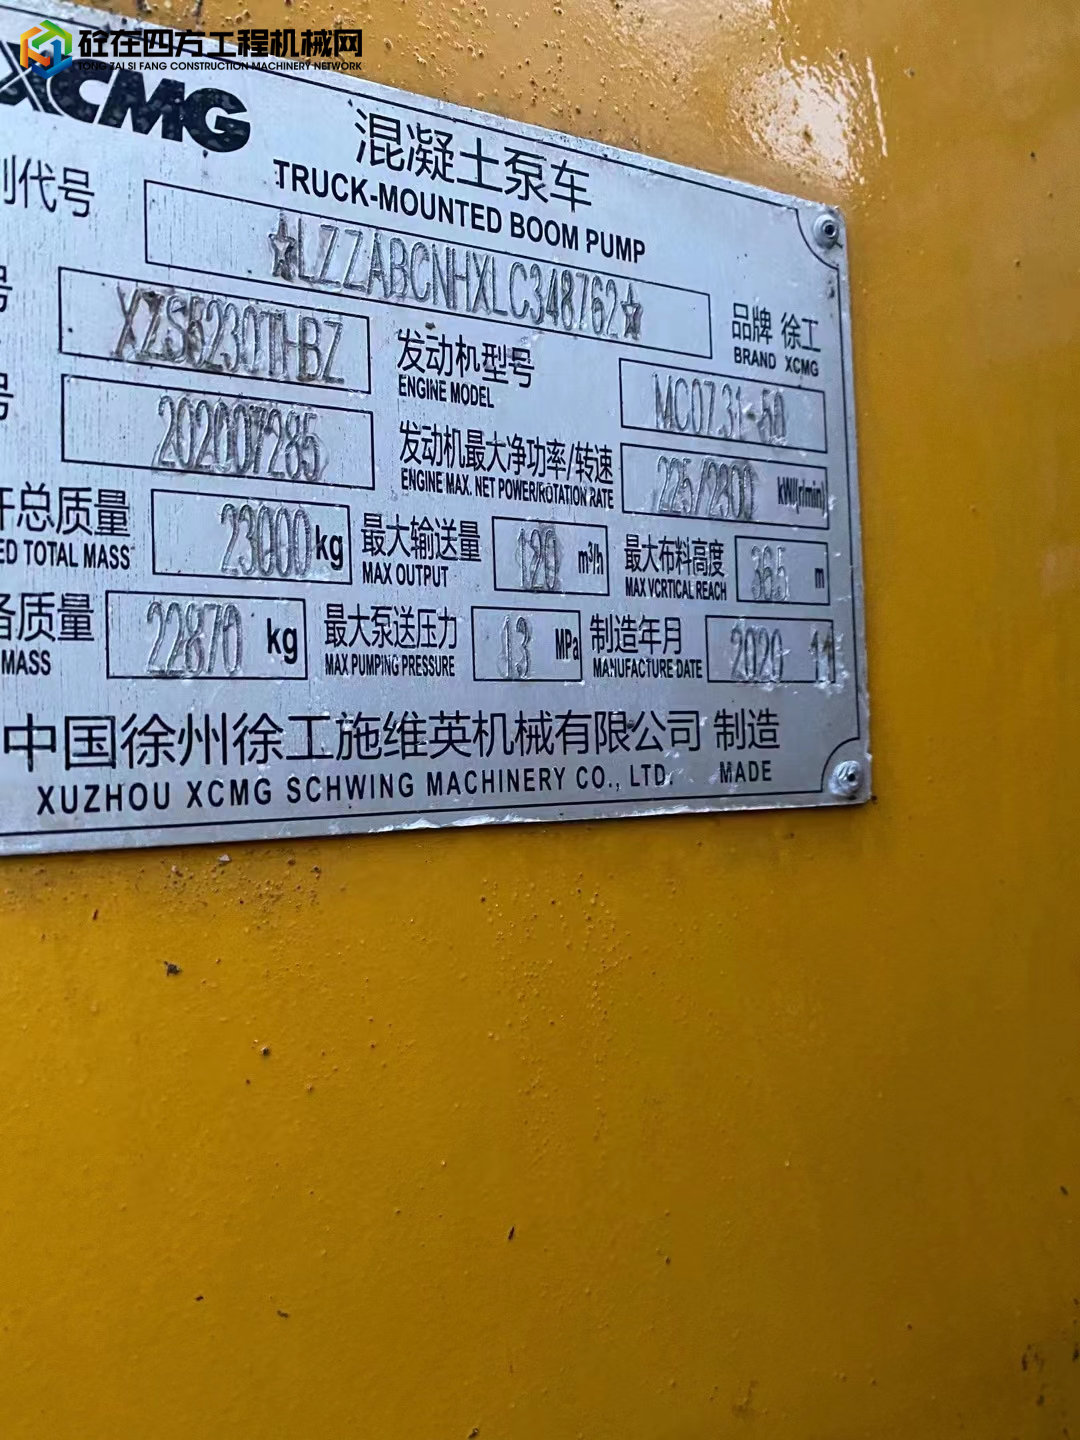 砼在四方工程机械网
TONG ZAI SI FANG CONSTRUCTION MACHINERY NETWORK
XCMG
混凝土泵车
TRUCK-MOUNTED BOOM PUMP
别代号 ☆LZZABCNHXLC348762☆
品牌 徐工
BRAND XCMG
号 XZS5230THBZ 发动机型号 MC07.31-50
ENGINE MODEL
号 202007285 发动机最大净功率/转速 225/2300 kW/(r/min)
ENGINE MAX. NET POWER/ROTATION RATE
许总质量 23000 kg 最大输送量 120 m³/h 最大布料高度 36.5 m
ED TOTAL MASS MAX OUTPUT MAX VCRTICAL REACH
备质量 22870 kg 最大泵送压力 13 MPa 制造年月 2020 11
MASS MAX PUMPING PRESSURE MANUFACTURE DATE
中国徐州徐工施维英机械有限公司 制造
XUZHOU XCMG SCHWING MACHINERY CO., LTD. MADE